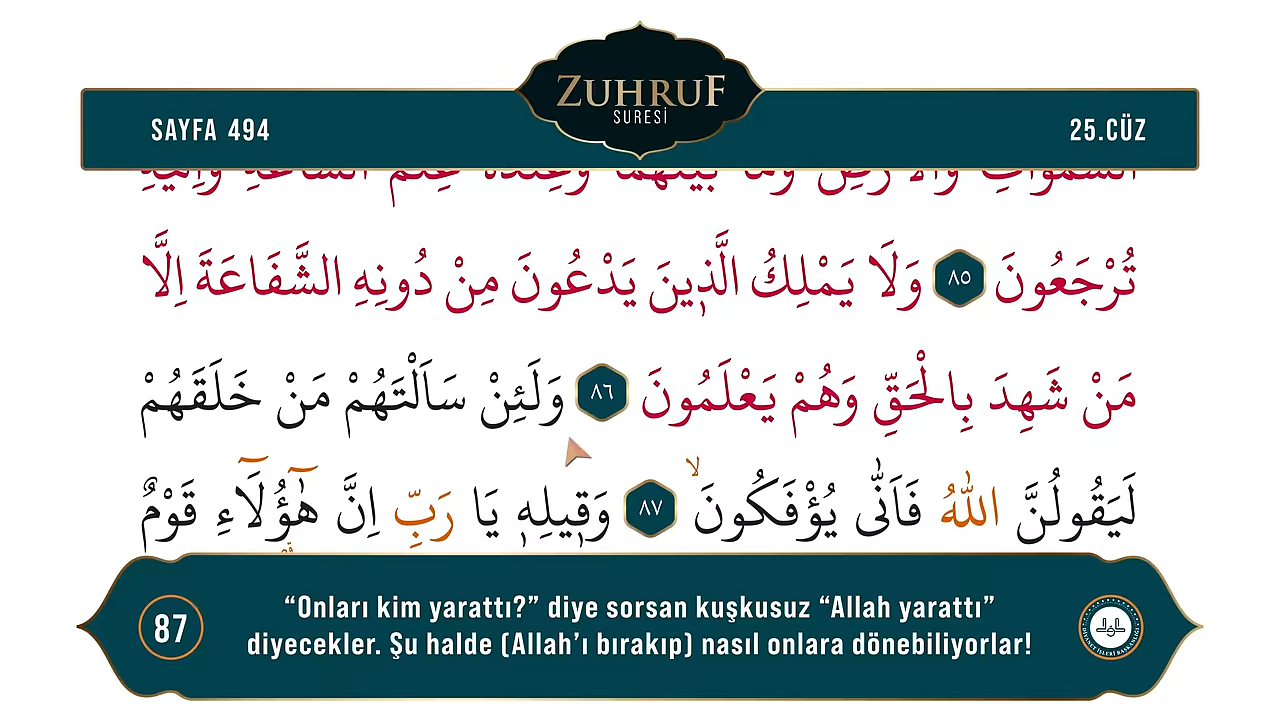 ZUHRUF
SURESİ
SAYFA 494
25.CÜZ
تُرْجَعُونَ ٨٥ وَلَا يَمْلِكُ الَّذ۪ينَ يَدْعُونَ مِنْ دُونِهِ الشَّفَاعَةَ اِلَّا
مَنْ شَهِدَ بِالْحَقِّ وَهُمْ يَعْلَمُونَ ٨٦ وَلَئِنْ سَاَلْتَهُمْ مَنْ خَلَقَهُمْ
لَيَقُولُنَّ اللّٰهُ فَاَنّٰى يُؤْفَكُونَۙ ٨٧ وَق۪يلِه۪ يَا رَبِّ اِنَّ هٰٓؤُ۬لَٓاءِ قَوْمٌ
87
“Onları kim yarattı?” diye sorsan kuşkusuz “Allah yarattı”
diyecekler. Şu halde (Allah’ı bırakıp) nasıl onlara dönebiliyorlar!